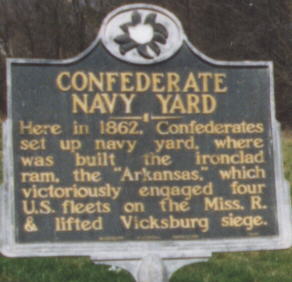 CONFEDERATE
NAVY YARD
Here in 1862, Confederates
set up navy yard, where
was built the ironclad
ram, the "Arkansas," which
victoriously engaged four
U.S. fleets on the Miss. R.
& lifted Vicksburg siege.